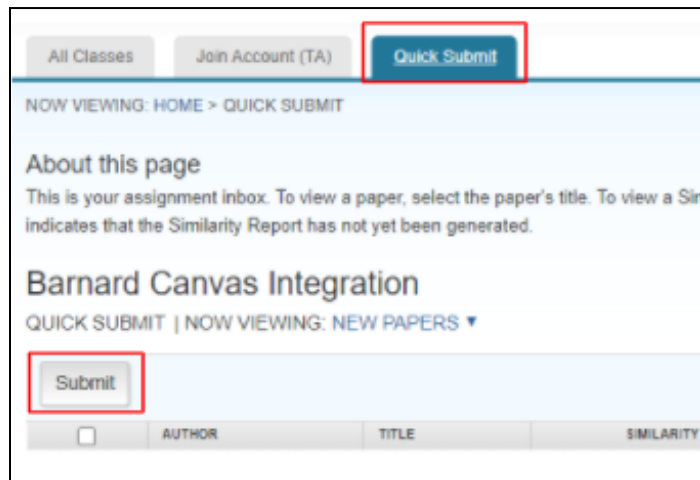 All Classes Join Account (TA) Quick Submit
NOW VIEWING: HOME > QUICK SUBMIT
About this page
This is your assignment inbox. To view a paper, select the paper's title. To view a Sim
indicates that the Similarity Report has not yet been generated.
Barnard Canvas Integration
QUICK SUBMIT | NOW VIEWING: NEW PAPERS ▼
Submit
AUTHOR TITLE SIMILARITY